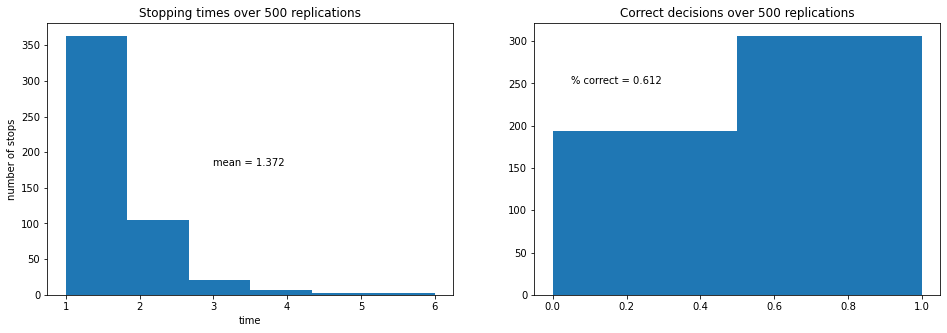 Stopping times over 500 replications
350
300
250
200
150
100
50
0
number of stops
mean = 1.372
1 2 3 4 5 6
time
Correct decisions over 500 replications
300
250
200
150
100
50
0
% correct = 0.612
0.0 0.2 0.4 0.6 0.8 1.0